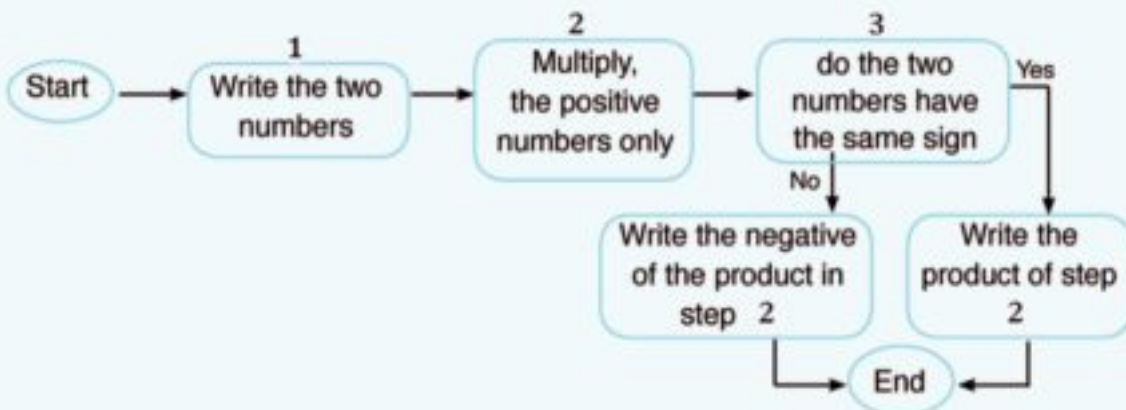 Start
1
Write the two
numbers
2
Multiply,
the positive
numbers only
3
do the two
numbers have
the same sign
Yes
No
Write the negative
of the product in
step 2
Write the
product of step
2
End